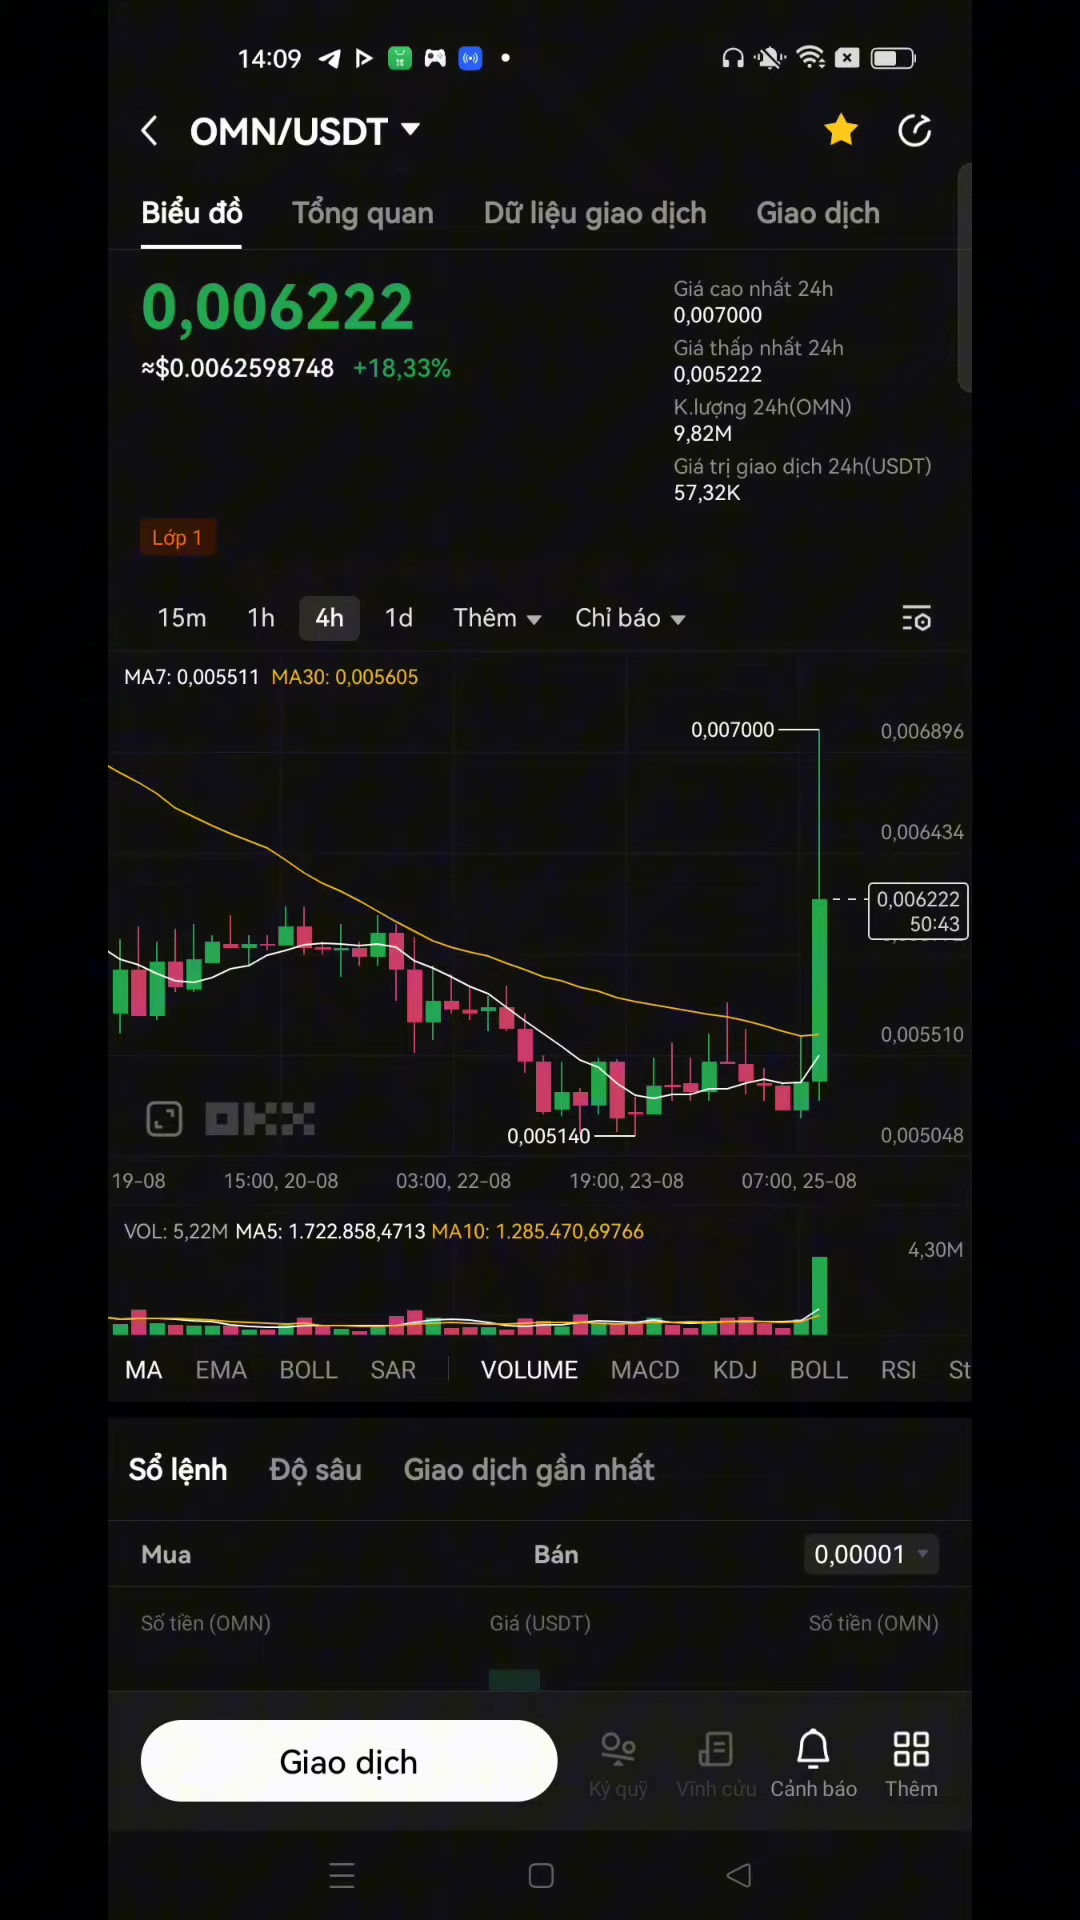 14:09
OMN/USDT
Biểu đồ Tổng quan Dữ liệu giao dịch Giao dịch
0,006222
≈$0.0062598748 +18,33%
Giá cao nhất 24h
0,007000
Giá thấp nhất 24h
0,005222
K.lượng 24h(OMN)
9,82M
Giá trị giao dịch 24h(USDT)
57,32K
Lớp 1
15m 1h 4h 1d Thêm Chỉ báo
MA7: 0,005511 MA30: 0,005605
0,007000
0,006896
0,006434
0,006222
50:43
0,005510
0,005140
0,005048
OKX
19-08 15:00, 20-08 03:00, 22-08 19:00, 23-08 07:00, 25-08
VOL: 5,22M MA5: 1.722.858,4713 MA10: 1.285.470,69766
4,30M
MA EMA BOLL SAR VOLUME MACD KDJ BOLL RSI St
Sổ lệnh Độ sâu Giao dịch gần nhất
Mua Bán 0,00001
Số tiền (OMN) Giá (USDT) Số tiền (OMN)
Giao dịch
Ký quỹ Vĩnh cửu Cảnh báo Thêm